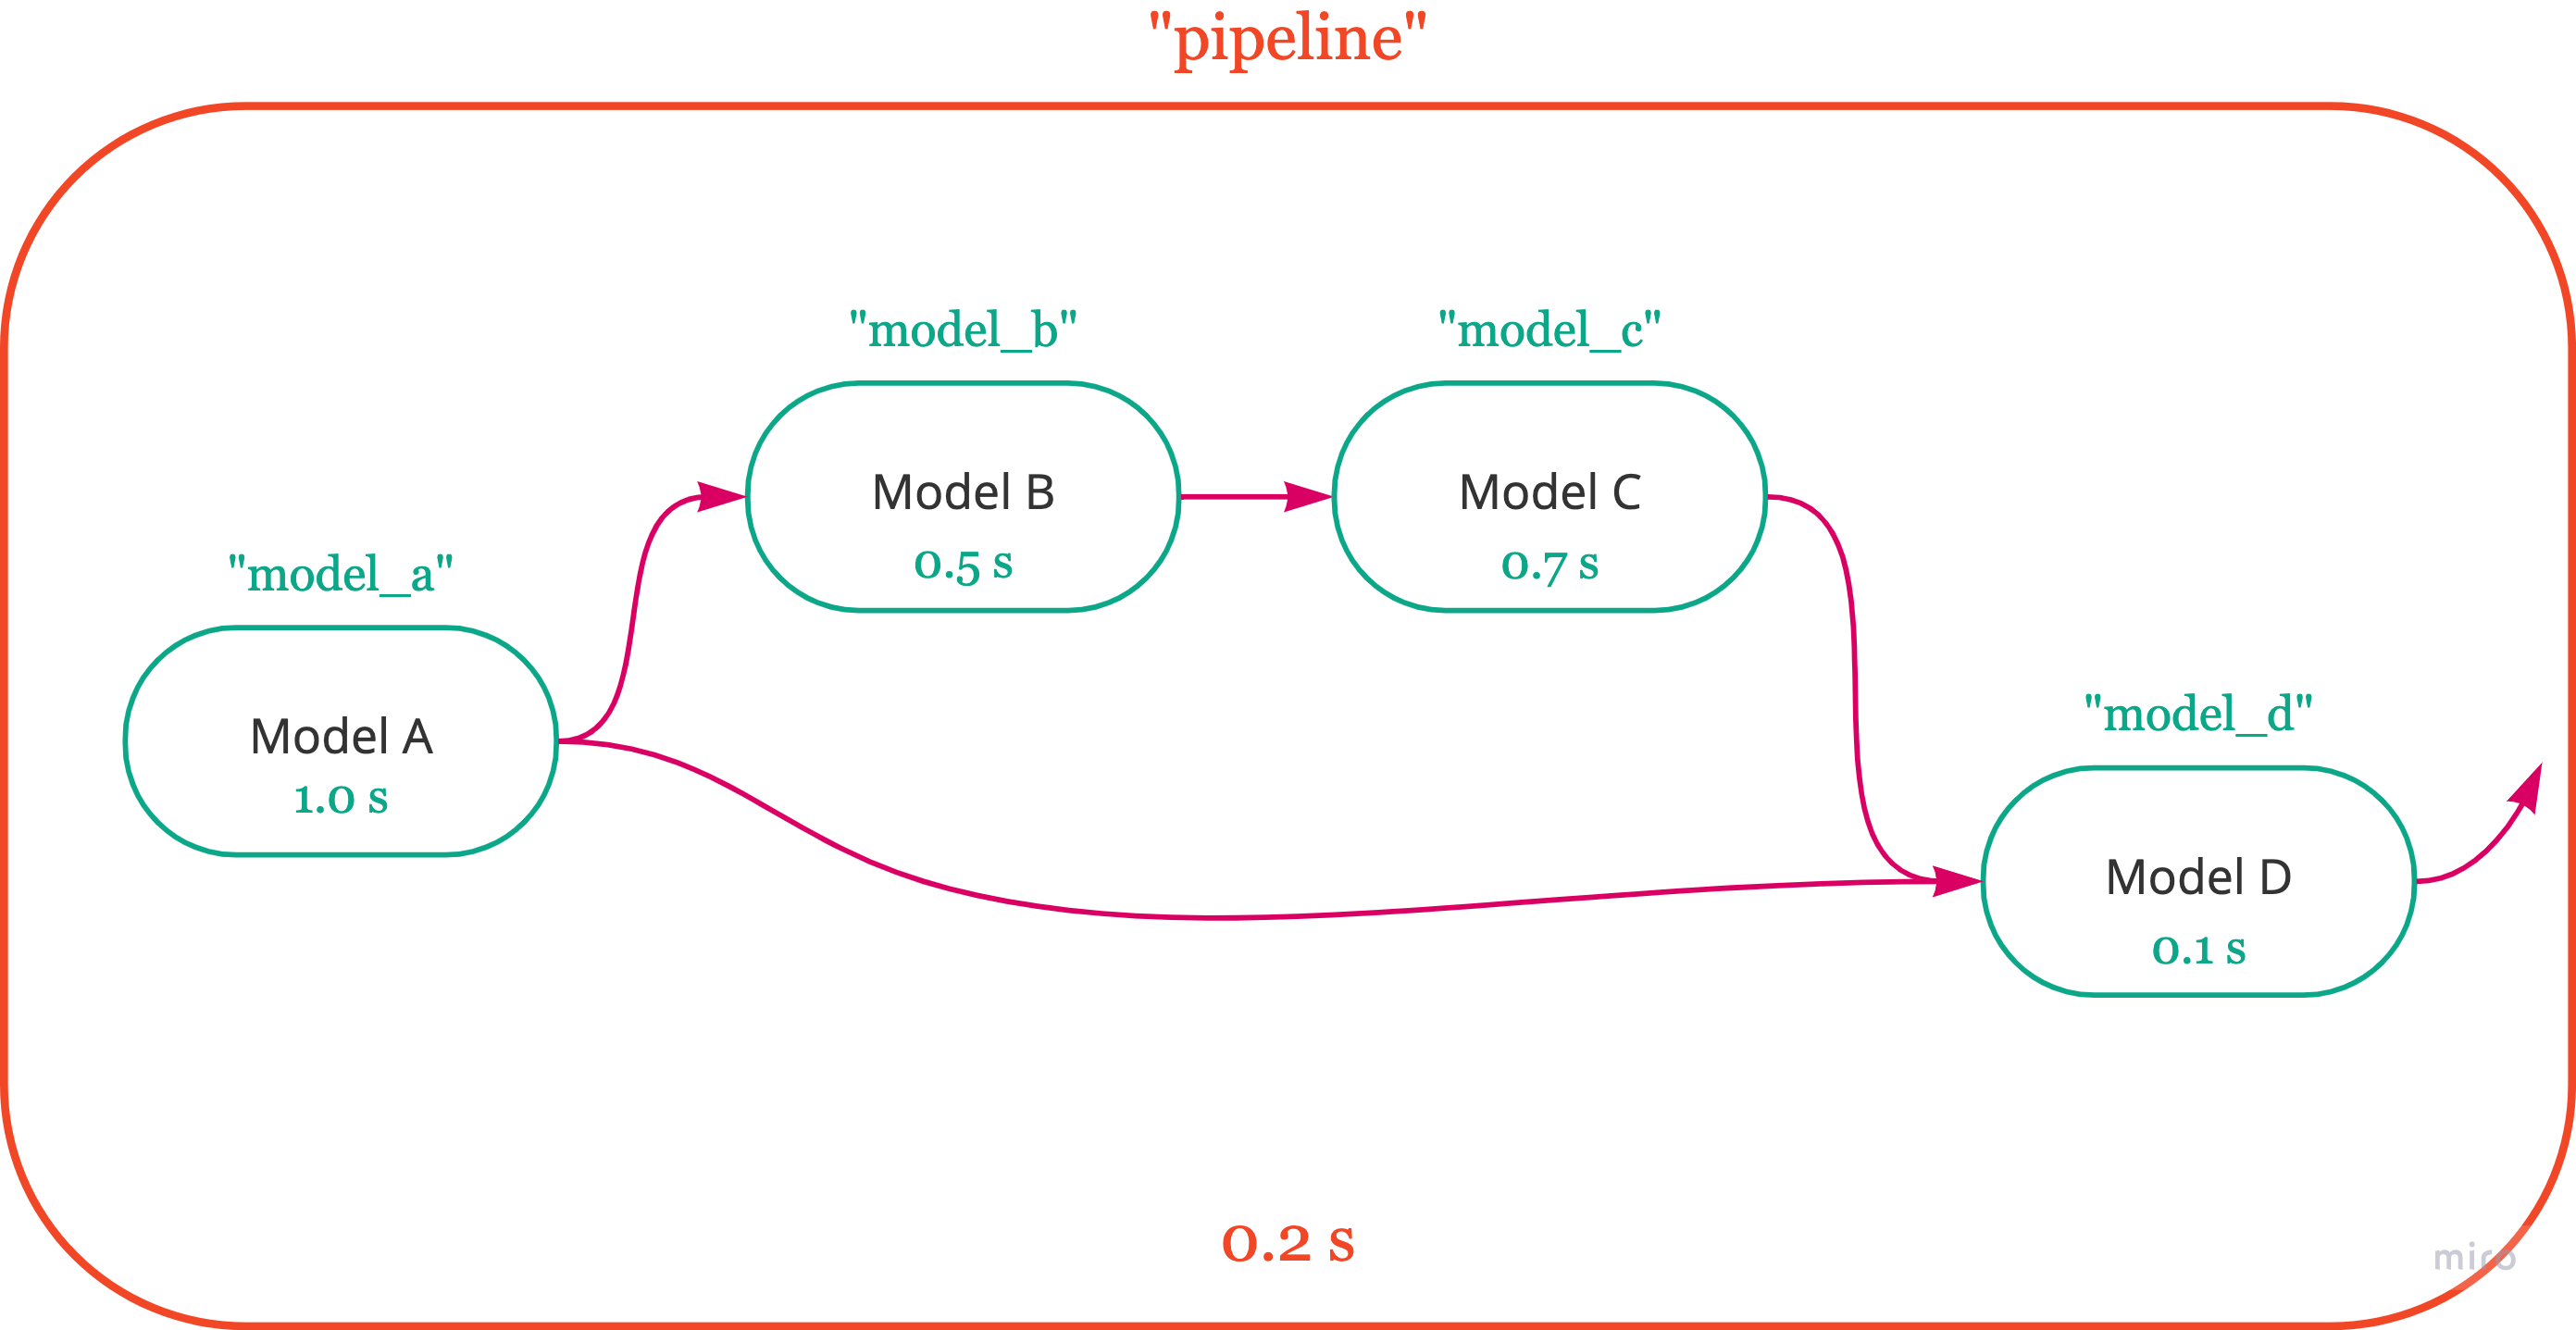 "pipeline"
"model_b"
"model_c"
Model B
0.5 s
Model C
0.7 s
"model_a"
Model A
1.0 s
"model_d"
Model D
0.1 s
0.2 s
miro